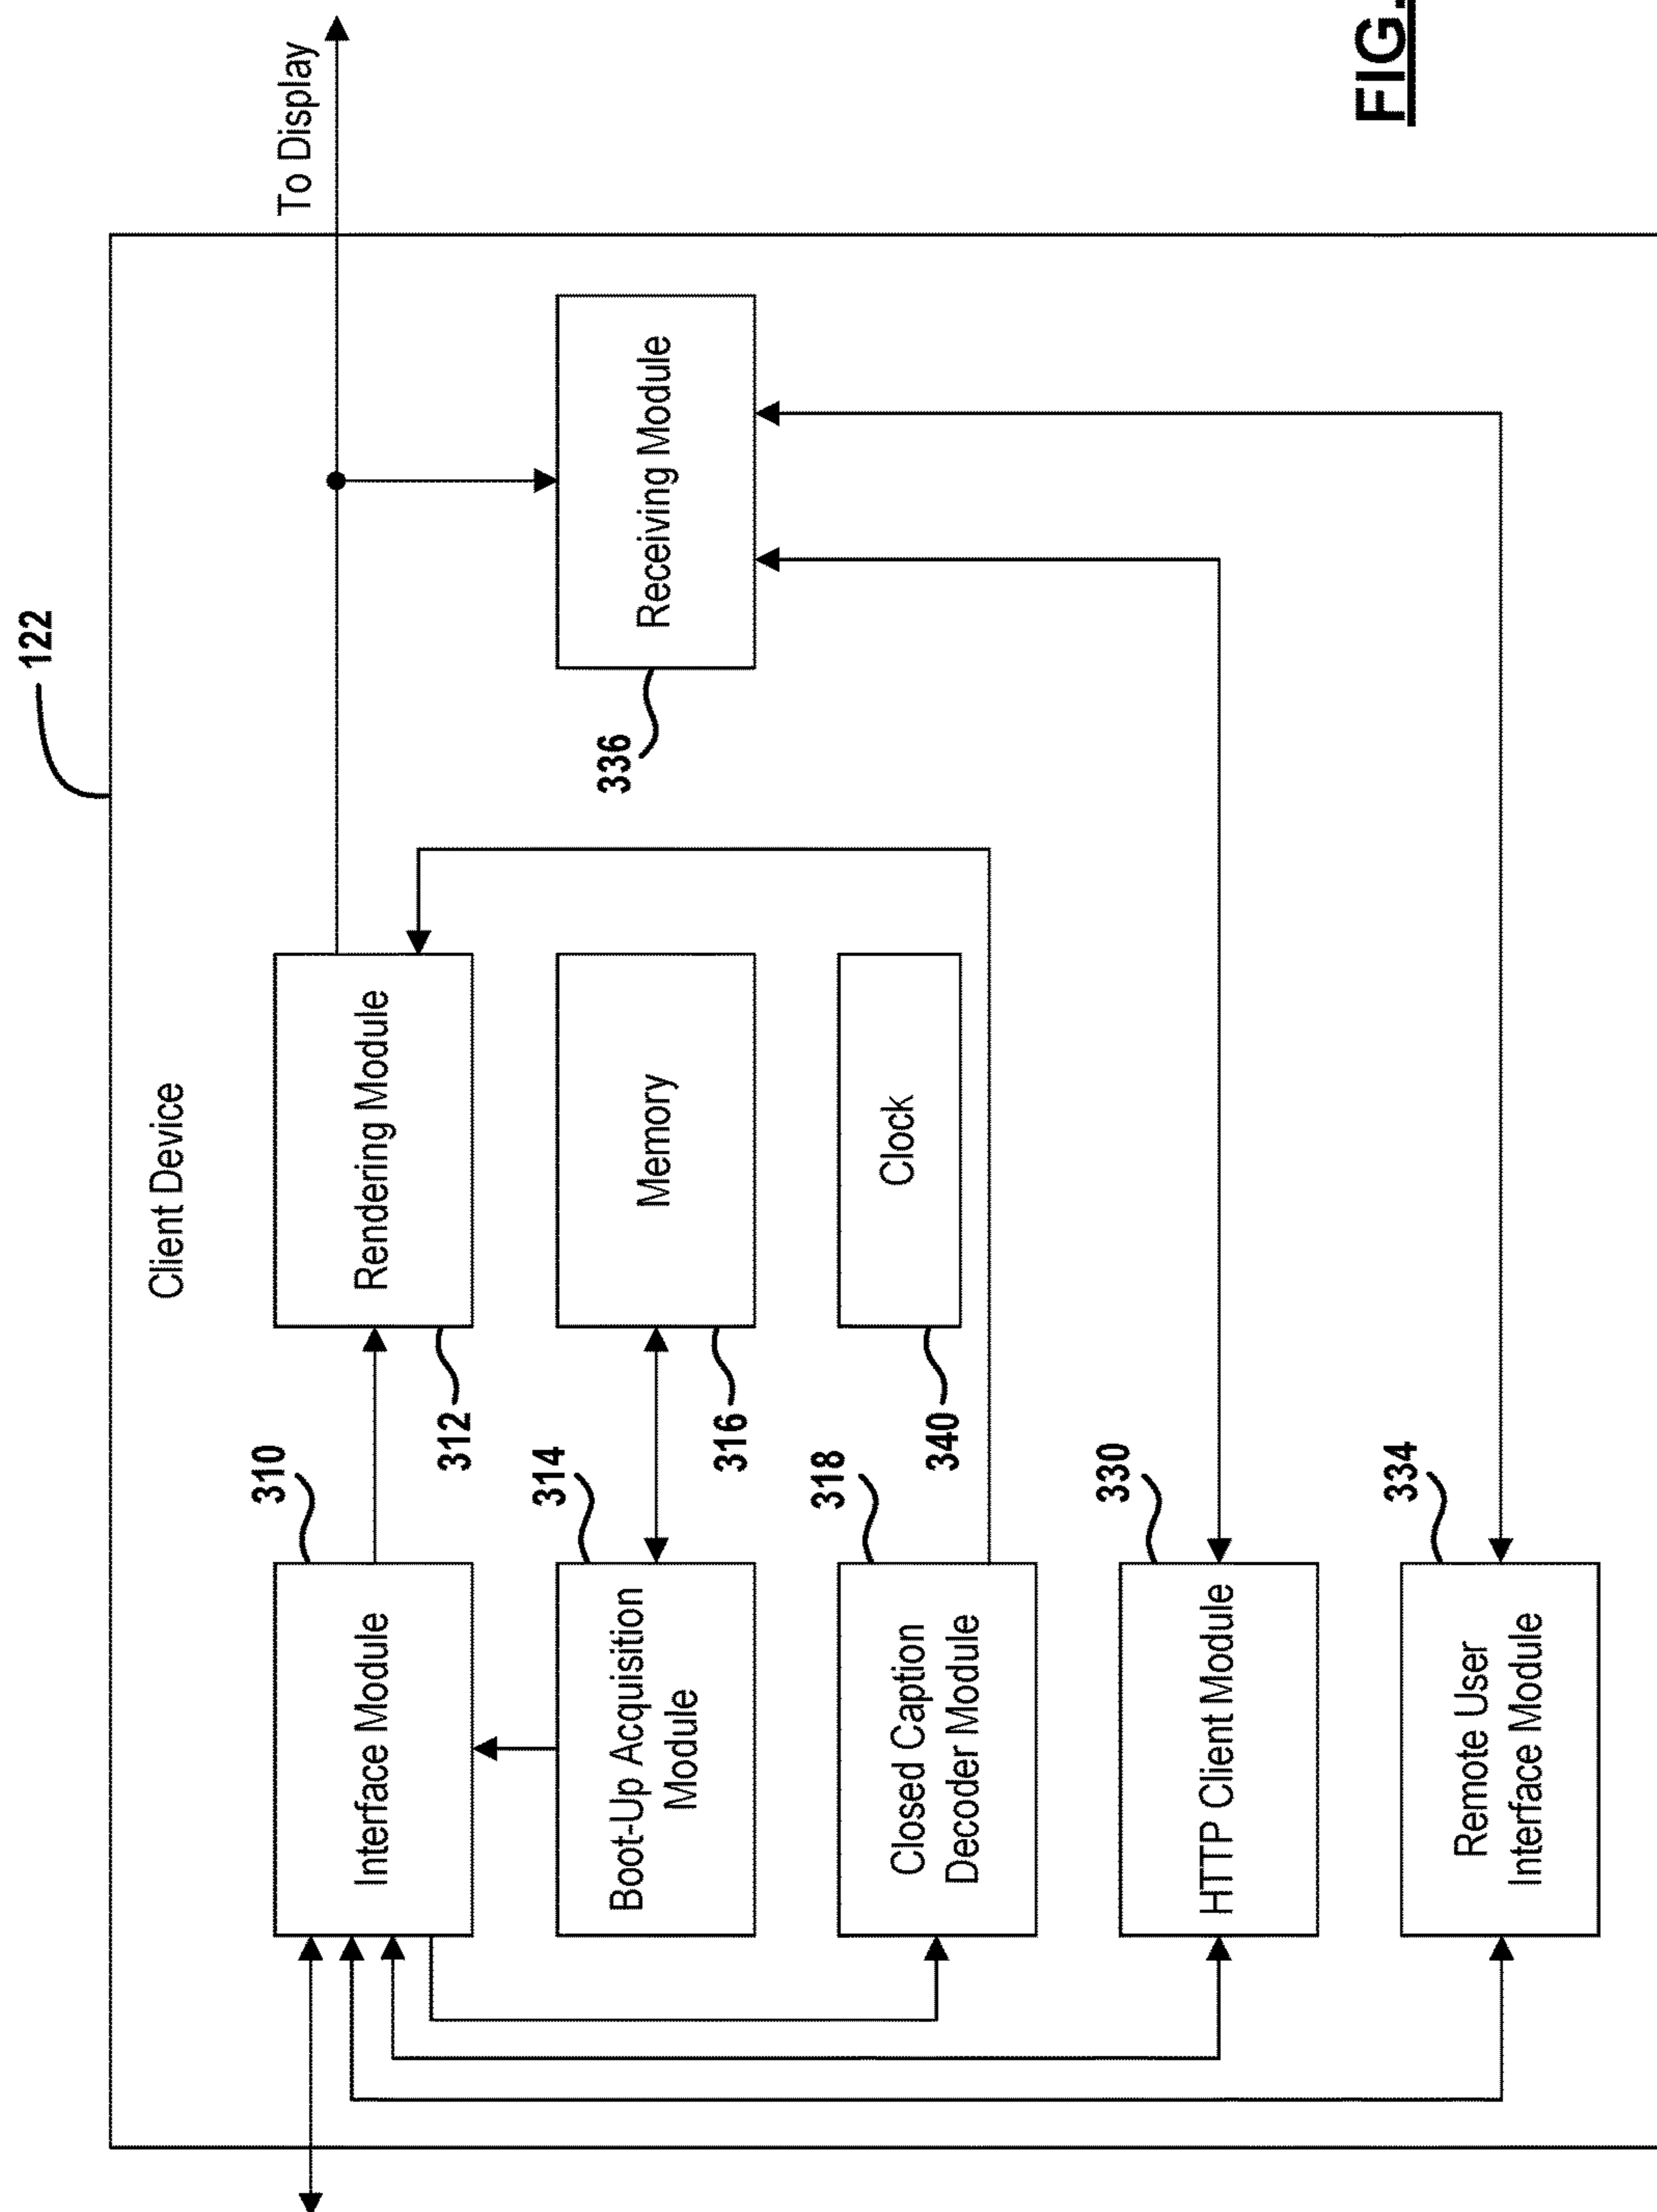 122
Client Device
To Display
310
Interface Module
312
Rendering Module
314
Boot-Up Acquisition
Module
316
Memory
336
Receiving Module
318
Closed Caption
Decoder Module
340
Clock
330
HTTP Client Module
334
Remote User
Interface Module
FIG.